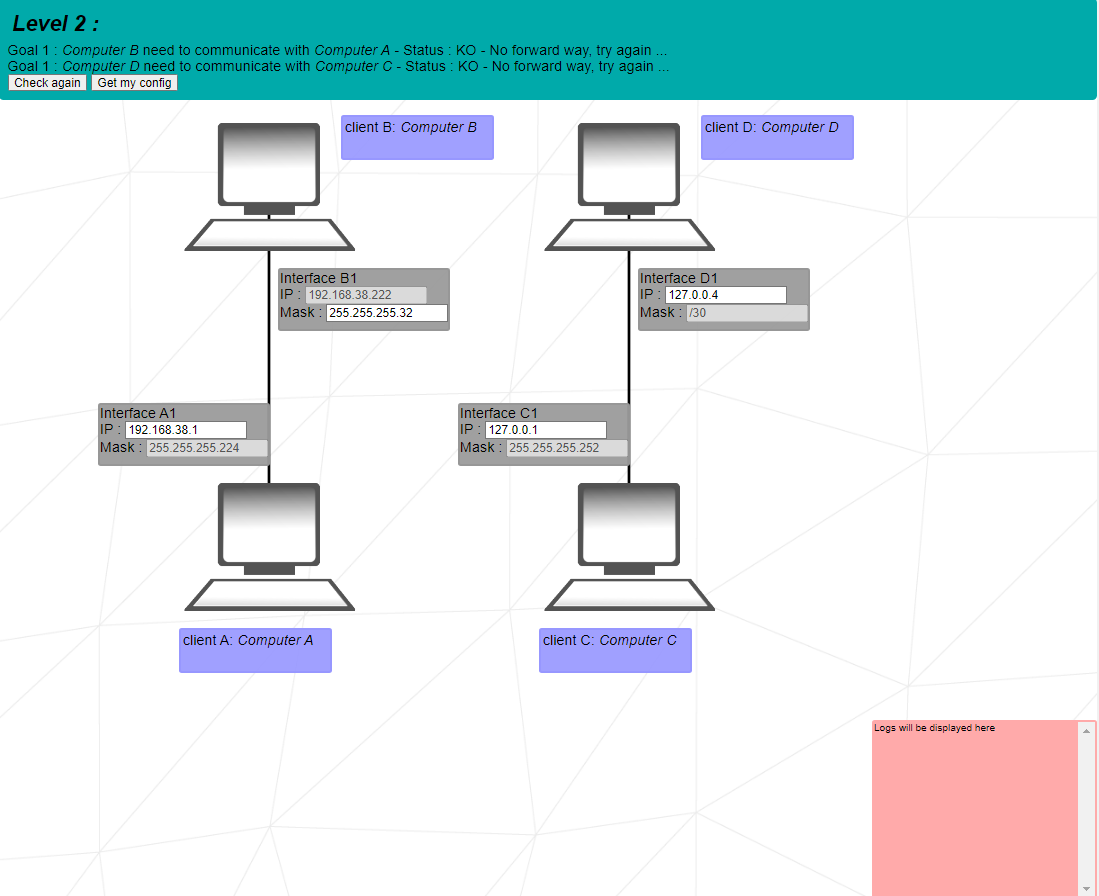 Level 2 :
Goal 1 : Computer B need to communicate with Computer A - Status : KO - No forward way, try again ...
Goal 1 : Computer D need to communicate with Computer C - Status : KO - No forward way, try again ...
Check again Get my config
client B: Computer B
client D: Computer D
Interface B1
IP : 192.168.38.222
Mask : 255.255.255.32
Interface D1
IP : 127.0.0.4
Mask : /30
Interface A1
IP : 192.168.38.1
Mask : 255.255.255.224
Interface C1
IP : 127.0.0.1
Mask : 255.255.255.252
client A: Computer A
client C: Computer C
Logs will be displayed here